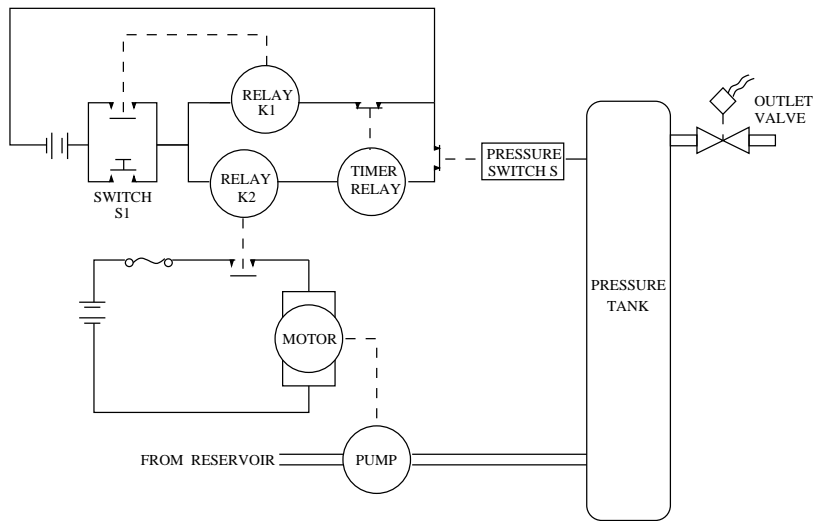 RELAY
K1
OUTLET
VALVE
PRESSURE
SWITCH S
TIMER
RELAY
RELAY
K2
SWITCH
S1
PRESSURE
TANK
MOTOR
FROM RESERVOIR
PUMP